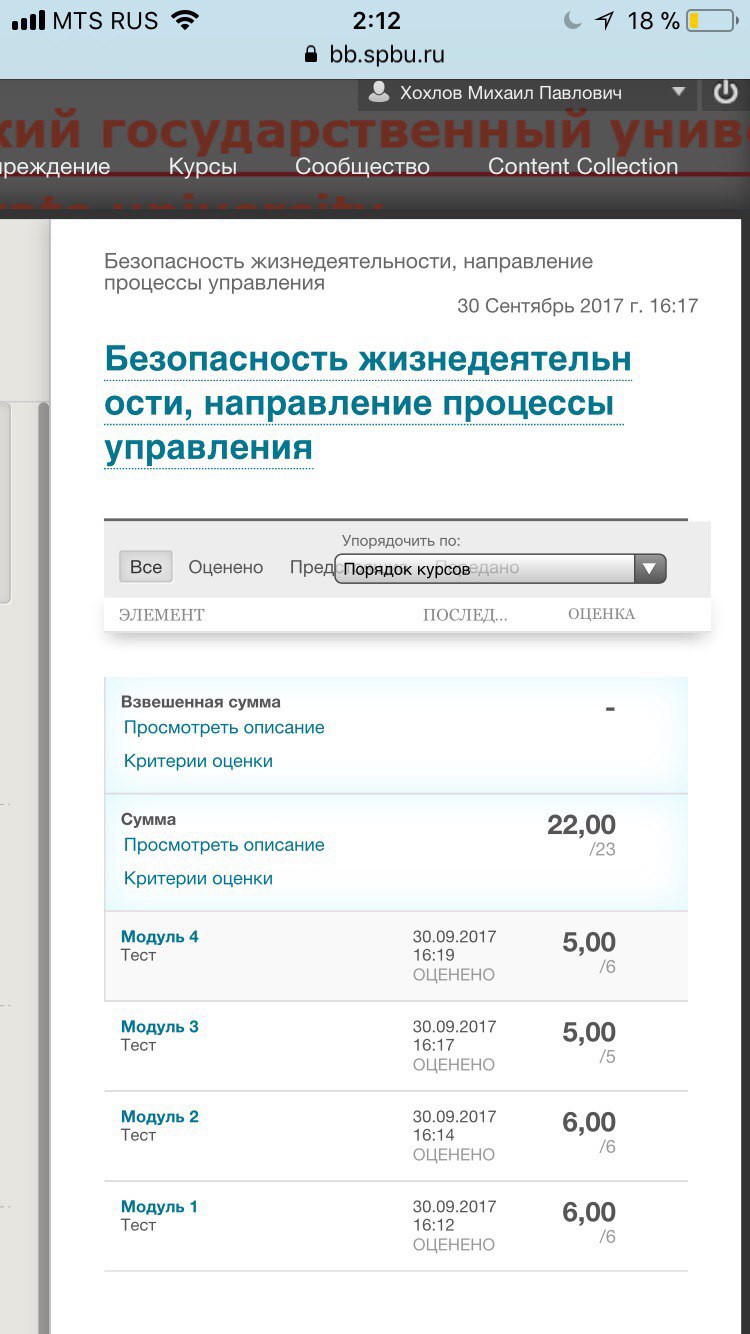 MTS RUS 2:12 18 %
bb.spbu.ru
Хохлов Михаил Павлович
кий государственный унив
реждение Курсы Сообщество Content Collection
university
Безопасность жизнедеятельности, направление
процессы управления
30 Сентябрь 2017 г. 16:17
Безопасность жизнедеятельн
ости, направление процессы
управления
Упорядочить по:
Все Оценено Пред Порядок курсов
ЭЛЕМЕНТ ПОСЛЕД... ОЦЕНКА
Взвешенная сумма -
Просмотреть описание
Критерии оценки
Сумма 22,00
/23
Просмотреть описание
Критерии оценки
Модуль 4 30.09.2017 5,00
Тест 16:19 /6
ОЦЕНЕНО
Модуль 3 30.09.2017 5,00
Тест 16:17 /5
ОЦЕНЕНО
Модуль 2 30.09.2017 6,00
Тест 16:14 /6
ОЦЕНЕНО
Модуль 1 30.09.2017 6,00
Тест 16:12 /6
ОЦЕНЕНО